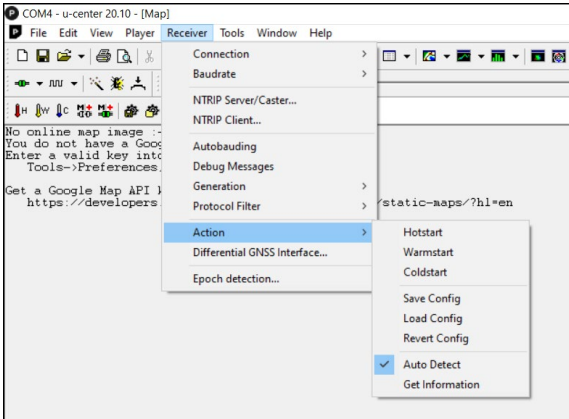 COM4 - u-center 20.10 - [Map]
File Edit View Player Receiver Tools Window Help
Connection
Baudrate
NTRIP Server/Caster...
NTRIP Client...
Autobauding
Debug Messages
Generation
Protocol Filter
Action
Differential GNSS Interface...
Epoch detection...
Hotstart
Warmstart
Coldstart
Save Config
Load Config
Revert Config
Auto Detect
Get Information
H W C
No online map image :-
You do not have a Goog
Enter a valid key into
Tools->Preferences.
Get a Google Map API k
https://developers. /static-maps/?hl=en